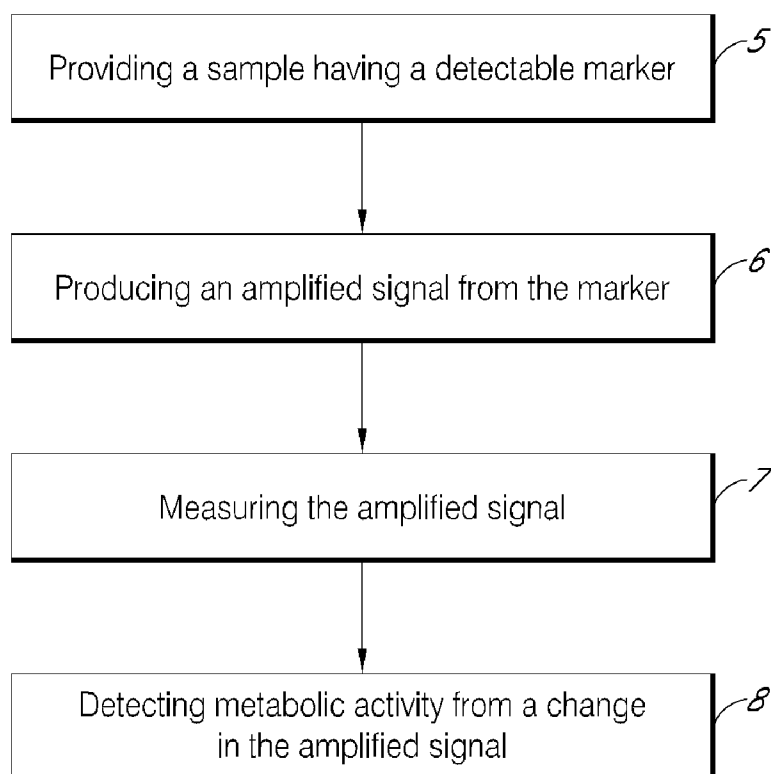 Providing a sample having a detectable marker
5
Producing an amplified signal from the marker
6
Measuring the amplified signal
7
Detecting metabolic activity from a change
in the amplified signal
8